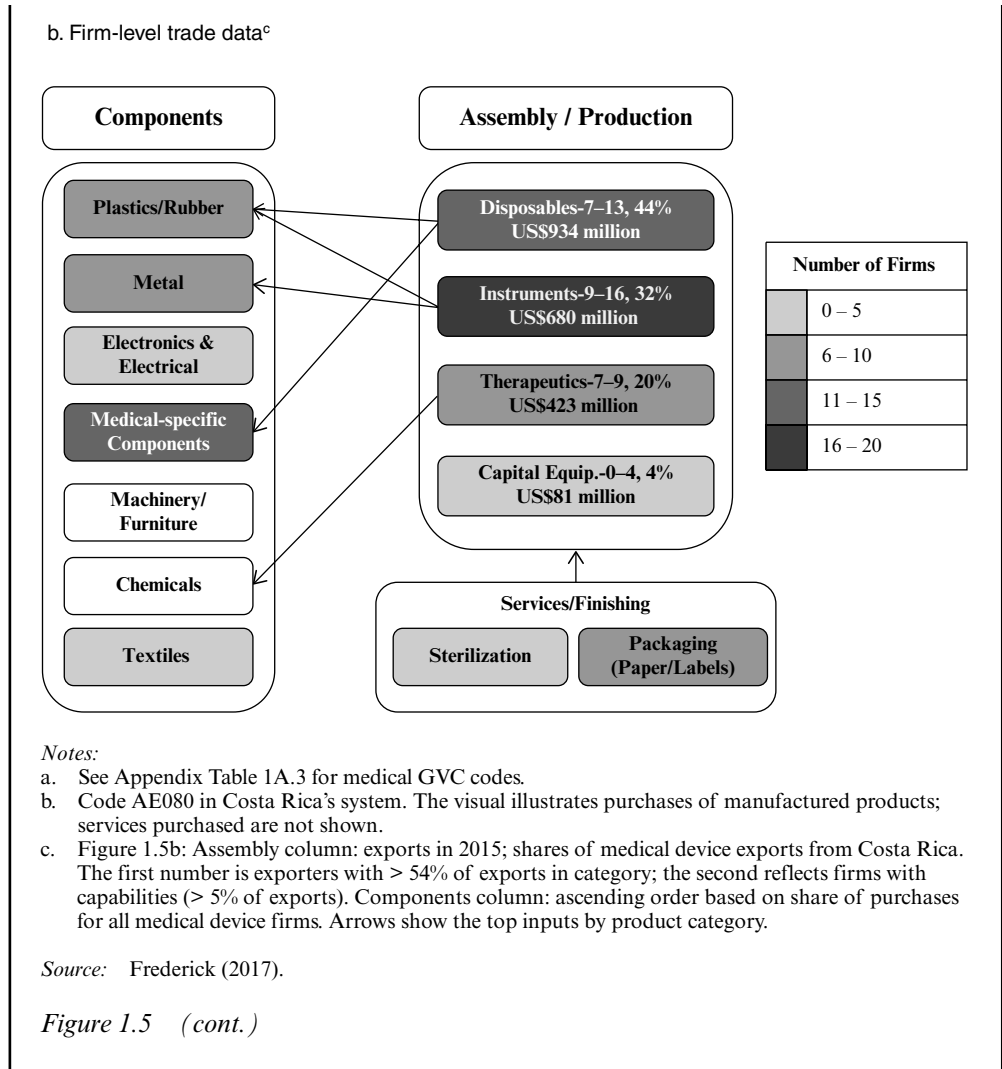 b. Firm-level trade dataᶜ
Components
Plastics/Rubber
Metal
Electronics &
Electrical
Medical-specific
Components
Machinery/
Furniture
Chemicals
Textiles
Assembly / Production
Disposables-7–13, 44%
US$934 million
Instruments-9–16, 32%
US$680 million
Therapeutics-7–9, 20%
US$423 million
Capital Equip.-0–4, 4%
US$81 million
Services/Finishing
Sterilization
Packaging
(Paper/Labels)
Number of Firms
0 – 5
6 – 10
11 – 15
16 – 20
Notes:
a. See Appendix Table 1A.3 for medical GVC codes.
b. Code AE080 in Costa Rica's system. The visual illustrates purchases of manufactured products;
services purchased are not shown.
c. Figure 1.5b: Assembly column: exports in 2015; shares of medical device exports from Costa Rica.
The first number is exporters with > 54% of exports in category; the second reflects firms with
capabilities (> 5% of exports). Components column: ascending order based on share of purchases
for all medical device firms. Arrows show the top inputs by product category.
Source: Frederick (2017).
Figure 1.5 (cont.)